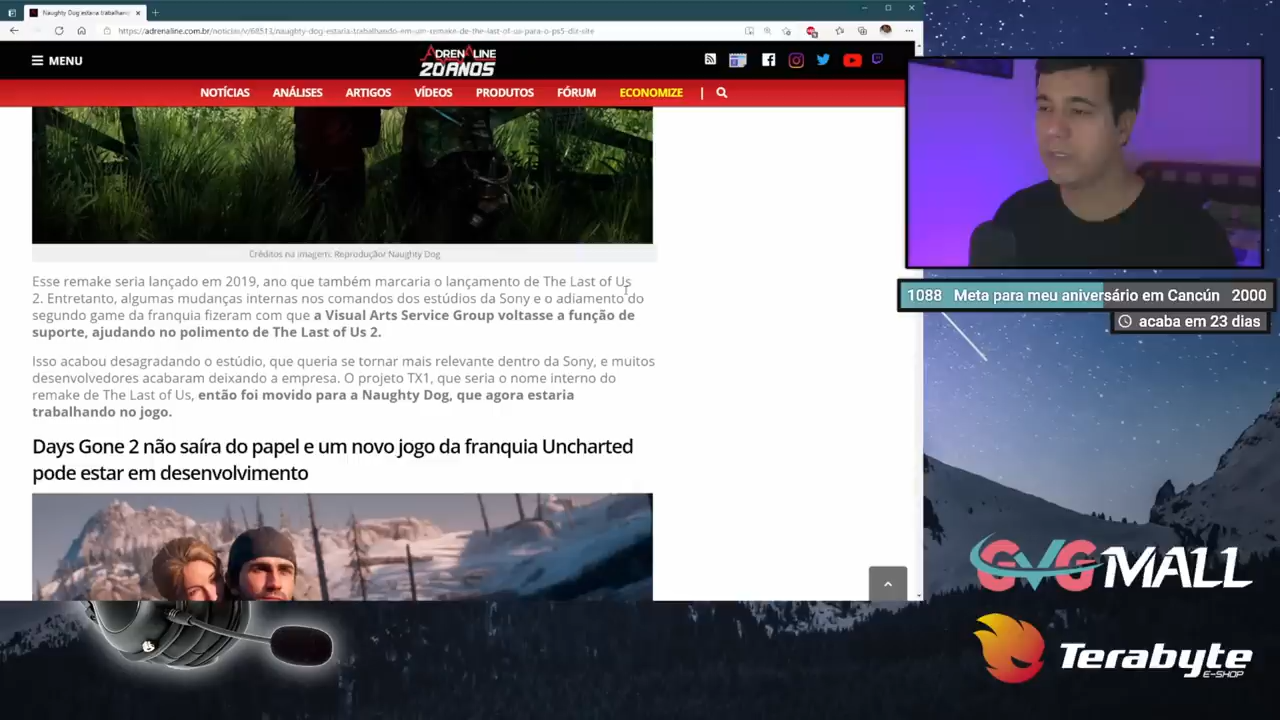 Naughty Dog estaria trabalhan
https://adrenaline.com.br/noticias/v/68513/naughty-dog-estaria-trabalhando-em-um-remake-de-the-last-of-us-para-o-ps5-diz-site
MENU
ADRENALINE
20 ANOS
NOTÍCIAS ANÁLISES ARTIGOS VÍDEOS PRODUTOS FÓRUM ECONOMIZE
Créditos na imagem: Reprodução/ Naughty Dog
Esse remake seria lançado em 2019, ano que também marcaria o lançamento de The Last of Us
2. Entretanto, algumas mudanças internas nos comandos dos estúdios da Sony e o adiamento do
segundo game da franquia fizeram com que a Visual Arts Service Group voltasse a função de
suporte, ajudando no polimento de The Last of Us 2.
Isso acabou desagradando o estúdio, que queria se tornar mais relevante dentro da Sony, e muitos
desenvolvedores acabaram deixando a empresa. O projeto TX1, que seria o nome interno do
remake de The Last of Us, então foi movido para a Naughty Dog, que agora estaria
trabalhando no jogo.
Days Gone 2 não saíra do papel e um novo jogo da franquia Uncharted
pode estar em desenvolvimento
1088 Meta para meu aniversário em Cancún 2000
acaba em 23 dias
GVGMALL
Terabyte
E-SHOP